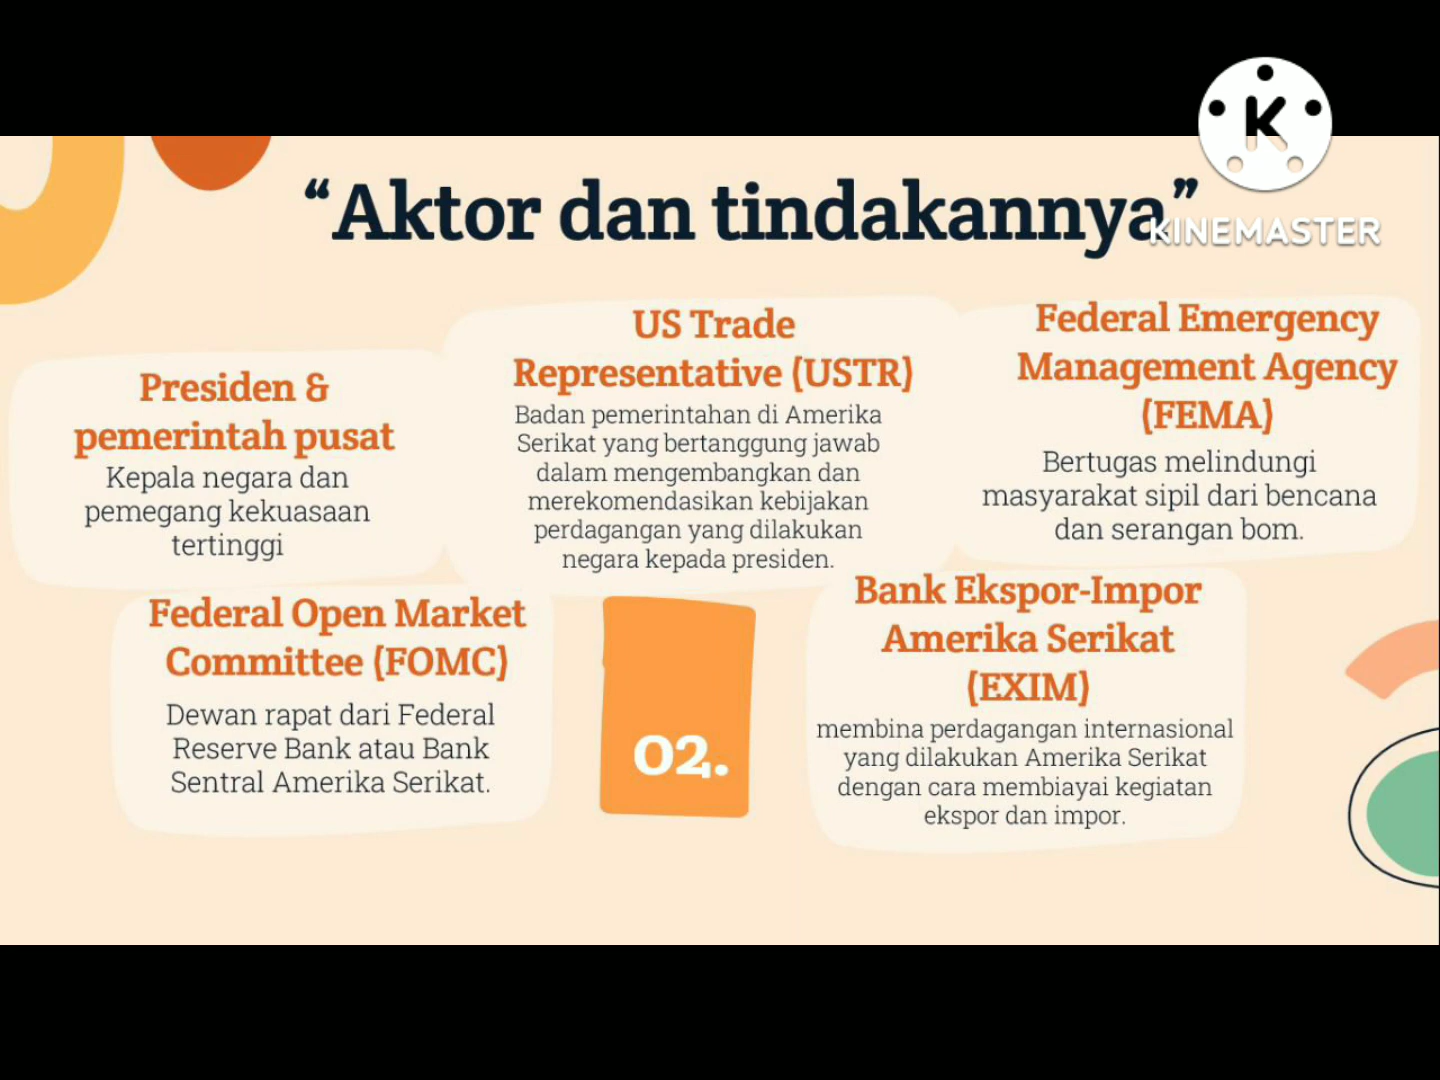 “Aktor dan tindakannya”
K
KINEMASTER
Presiden &
pemerintah pusat
Kepala negara dan
pemegang kekuasaan
tertinggi
US Trade
Representative (USTR)
Badan pemerintahan di Amerika
Serikat yang bertanggung jawab
dalam mengembangkan dan
merekomendasikan kebijakan
perdagangan yang dilakukan
negara kepada presiden.
Federal Emergency
Management Agency
(FEMA)
Bertugas melindungi
masyarakat sipil dari bencana
dan serangan bom.
Federal Open Market
Committee (FOMC)
Dewan rapat dari Federal
Reserve Bank atau Bank
Sentral Amerika Serikat.
02.
Bank Ekspor-Impor
Amerika Serikat
(EXIM)
membina perdagangan internasional
yang dilakukan Amerika Serikat
dengan cara membiayai kegiatan
ekspor dan impor.